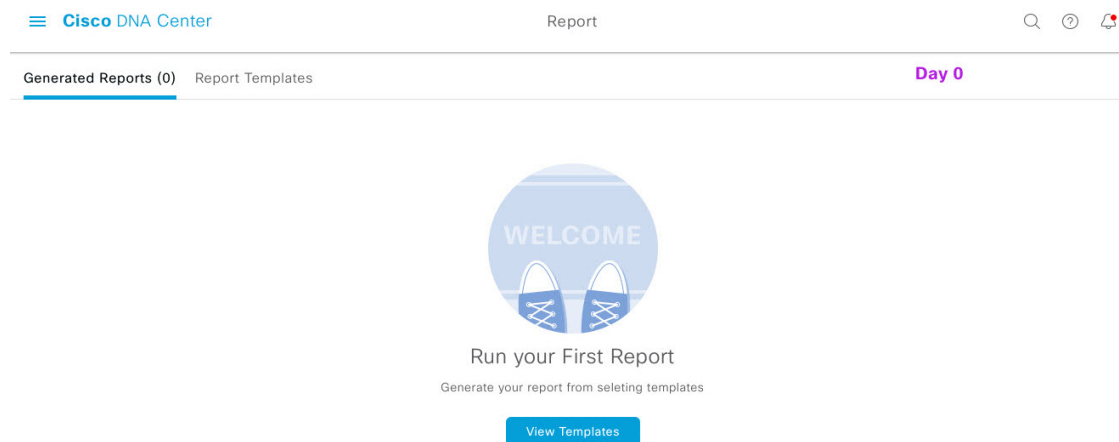 Cisco DNA Center
Report
Generated Reports (0)
Report Templates
Day 0
WELCOME
Run your First Report
Generate your report from seleting templates
View Templates